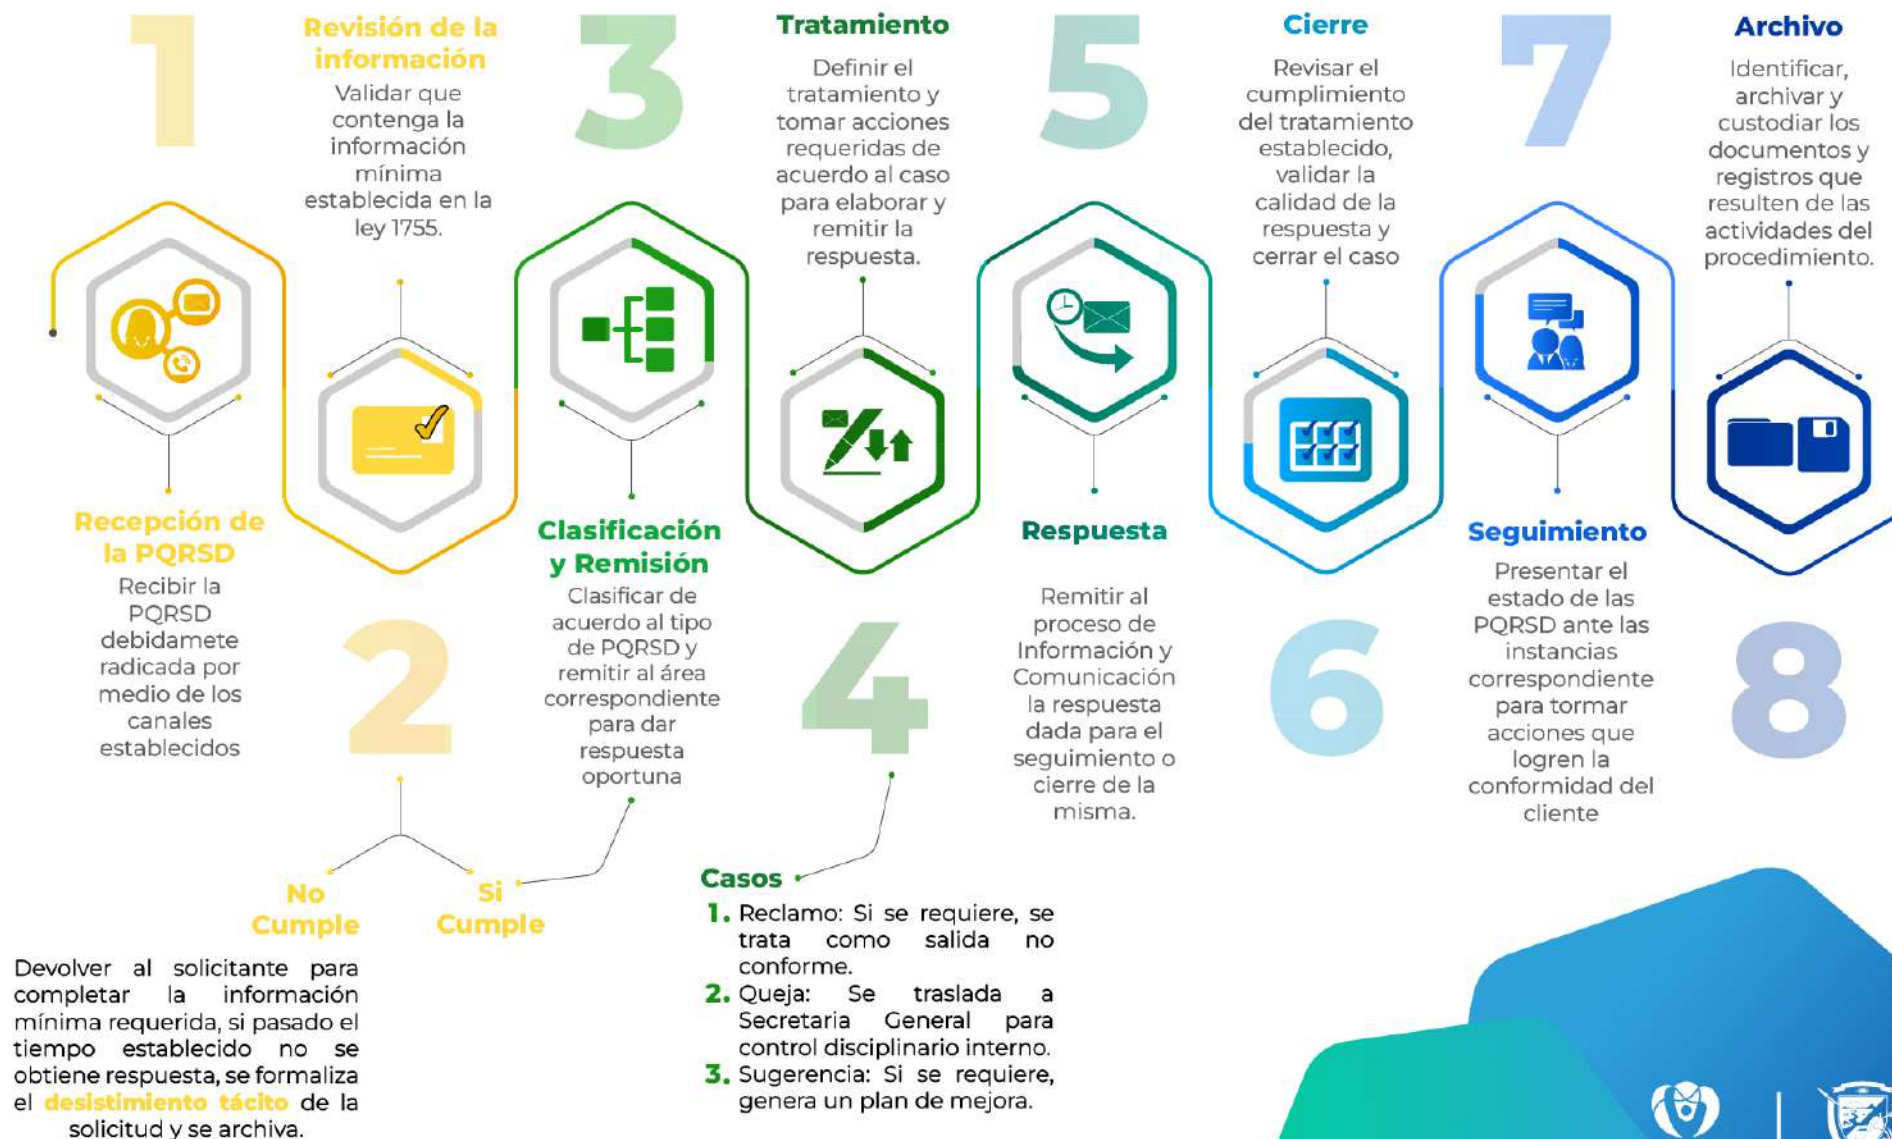 1
Recepción de
la PQRSD
Recibir la
PQRSD
debidamete
radicada por
medio de los
canales
establecidos
Revisión de la
información
Validar que
contenga la
información
mínima
establecida en la
ley 1755.
2
No
Cumple
Si
Cumple
Devolver al solicitante para
completar la información
mínima requerida, si pasado el
tiempo establecido no se
obtiene respuesta, se formaliza
el desistimiento tácito de la
solicitud y se archiva.
3
Clasificación
y Remisión
Clasificar de
acuerdo al tipo
de PQRSD y
remitir al área
correspondiente
para dar
respuesta
oportuna
Tratamiento
Definir el
tratamiento y
tomar acciones
requeridas de
acuerdo al caso
para elaborar y
remitir la
respuesta.
4
Casos
1. Reclamo: Si se requiere, se
trata como salida no
conforme.
2. Queja: Se traslada a
Secretaria General para
control disciplinario interno.
3. Sugerencia: Si se requiere,
genera un plan de mejora.
5
Respuesta
Remitir al
proceso de
Información y
Comunicación
la respuesta
dada para el
seguimiento o
cierre de la
misma.
Cierre
Revisar el
cumplimiento
del tratamiento
establecido,
validar la
calidad de la
respuesta y
cerrar el caso
6
7
Seguimiento
Presentar el
estado de las
PQRSD ante las
instancias
correspondiente
para tormar
acciones que
logren la
conformidad del
cliente
Archivo
Identificar,
archivar y
custodiar los
documentos y
registros que
resulten de las
actividades del
procedimiento.
8